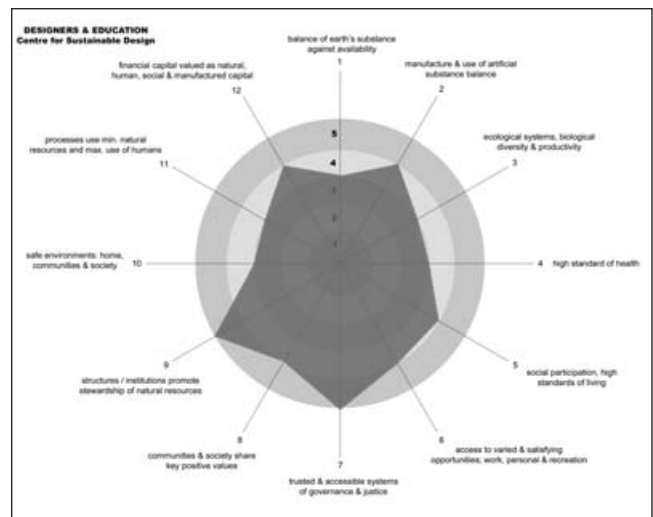 DESIGNERS & EDUCATION
Centre for Sustainable Design
balance of earth's substance
against availability
1
manufacture & use of artificial
substance balance
2
ecological systems, biological
diversity & productivity
3
4 high standard of health
5
social participation, high
standards of living
6
access to varied & satisfying
opportunities; work, personal & recreation
7
trusted & accessible systems
of governance & justice
8
communities & society share
key positive values
9
structures / institutions promote
stewardship of natural resources
safe environments: home,
communities & society
10
processes use min. natural
resources and max. use of humans
11
financial capital valued as natural,
human, social & manufactured capital
12
5
4
3
2
1